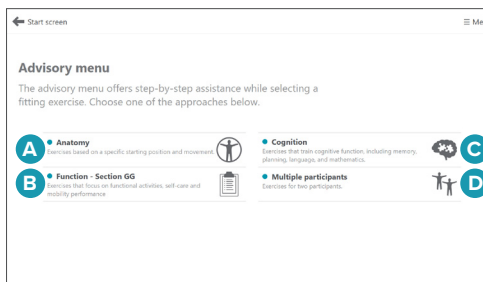 Start screen
☰ Me
Advisory menu
The advisory menu offers step-by-step assistance while selecting a
fitting exercise. Choose one of the approaches below.
A
• Anatomy
Exercises based on a specific starting position and movement.
• Cognition
Exercises that train cognitive function, including memory,
planning, language, and mathematics.
C
B
• Function - Section GG
Exercises that focus on functional activities, self-care and
mobility performance
• Multiple participants
Exercises for two participants.
D